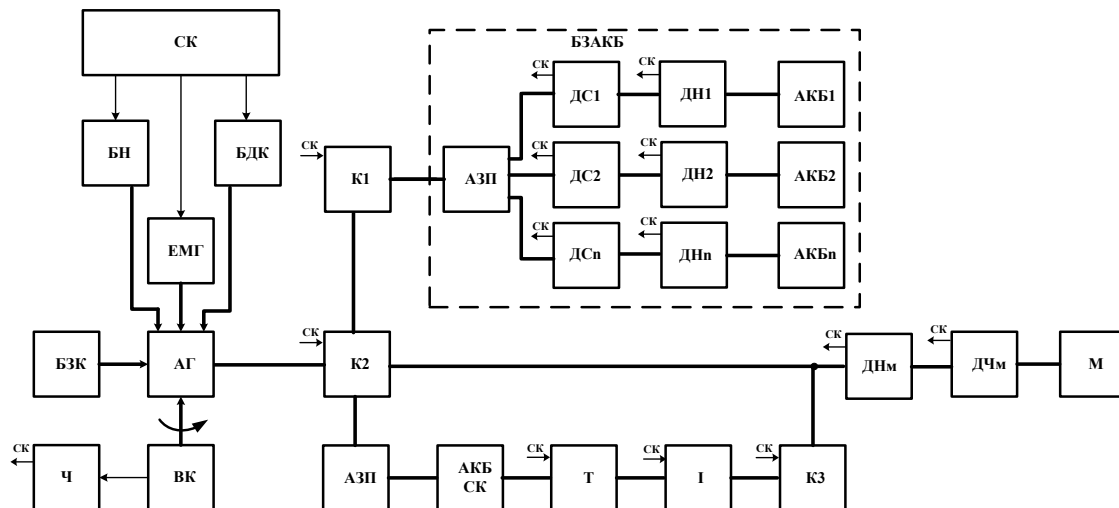 СК
БЗАКБ
СК
СК
ДС1
ДН1
АКБ1
БН
БДК
СК
К1
АЗП
СК
СК
ДС2
ДН2
АКБ2
СК
СК
ДСn
ДНn
АКБn
ЕМГ
БЗК
АГ
СК
К2
СК
СК
ДНм
ДЧм
М
СК
Ч
ВК
АЗП
АКБ
СК
СК
Т
СК
І
СК
К3